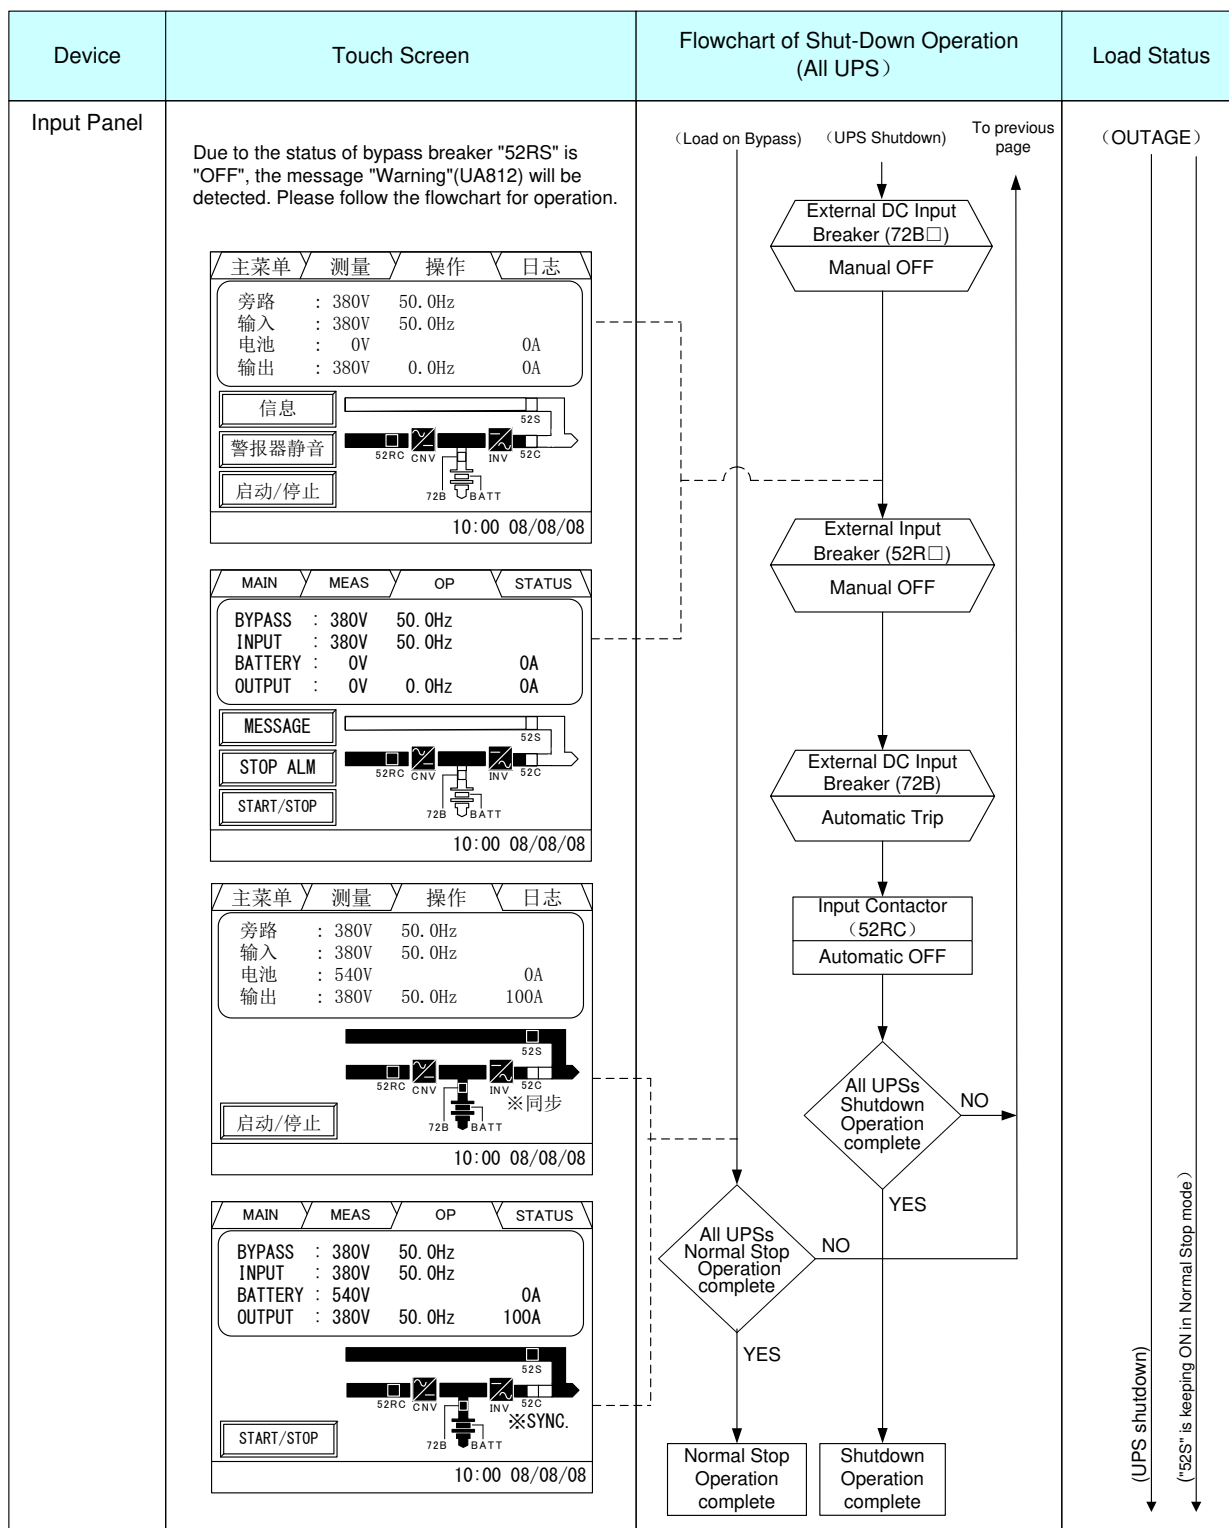 Device
Touch Screen
Flowchart of Shut-Down Operation
(All UPS）
Load Status
Input Panel
Due to the status of bypass breaker "52RS" is
"OFF", the message "Warning"(UA812) will be
detected. Please follow the flowchart for operation.
主菜单 测量 操作 日志
旁路 : 380V 50.0Hz
输入 : 380V 50.0Hz
电池 : 0V 0A
输出 : 380V 0.0Hz 0A
信息
警报器静音
启动/停止
52S
52RC CNV INV 52C
72B BATT
10:00 08/08/08
MAIN MEAS OP STATUS
BYPASS : 380V 50.0Hz
INPUT : 380V 50.0Hz
BATTERY : 0V 0A
OUTPUT : 0V 0.0Hz 0A
MESSAGE
STOP ALM
START/STOP
52S
52RC CNV INV 52C
72B BATT
10:00 08/08/08
主菜单 测量 操作 日志
旁路 : 380V 50.0Hz
输入 : 380V 50.0Hz
电池 : 540V 0A
输出 : 380V 50.0Hz 100A
52S
52RC CNV INV 52C
※同步
72B BATT
启动/停止
10:00 08/08/08
MAIN MEAS OP STATUS
BYPASS : 380V 50.0Hz
INPUT : 380V 50.0Hz
BATTERY : 540V 0A
OUTPUT : 380V 50.0Hz 100A
52S
52RC CNV INV 52C
※SYNC.
72B BATT
START/STOP
10:00 08/08/08
（Load on Bypass)
（UPS Shutdown)
To previous
page
External DC Input
Breaker (72B□)
Manual OFF
External Input
Breaker (52R□)
Manual OFF
External DC Input
Breaker (72B)
Automatic Trip
Input Contactor
（52RC）
Automatic OFF
All UPSs
Shutdown
Operation
complete
NO
YES
All UPSs
Normal Stop
Operation
complete
NO
YES
Normal Stop
Operation
complete
Shutdown
Operation
complete
（OUTAGE）
(UPS shutdown)
("52S" is keeping ON in Normal Stop mode）